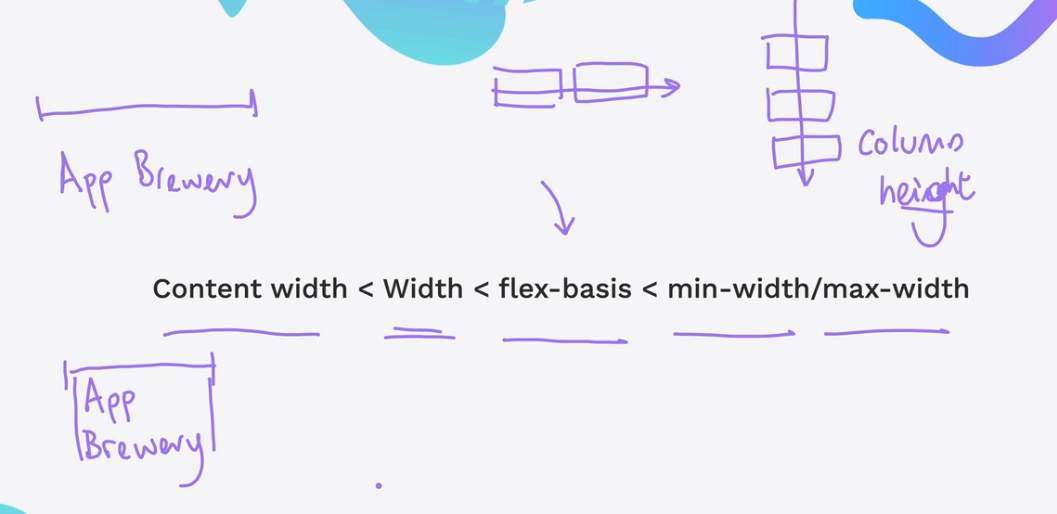 App Brewery
Column
height
Content width < Width < flex-basis < min-width/max-width
App
Brewery